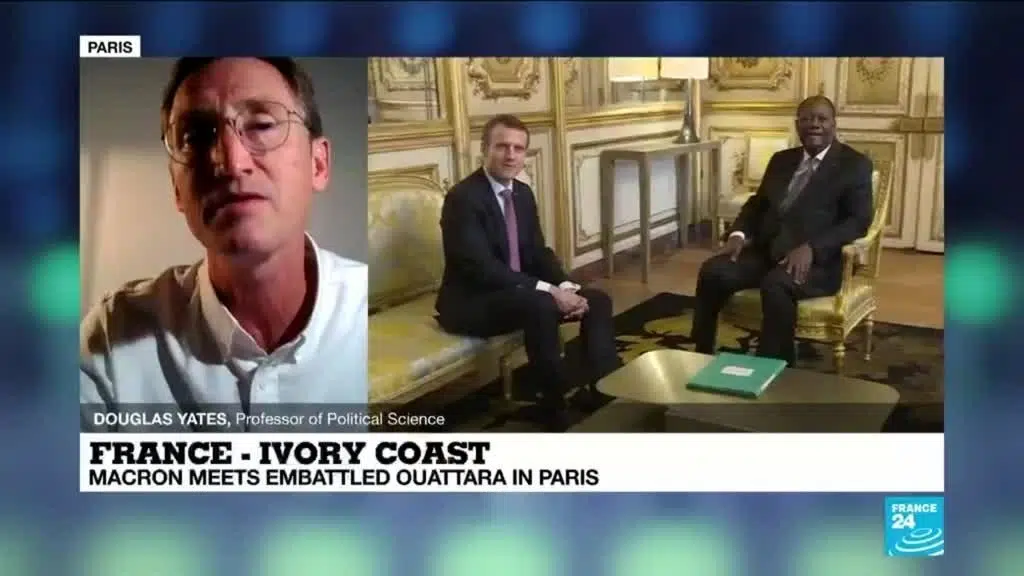 PARIS
DOUGLAS YATES, Professor of Political Science
FRANCE - IVORY COAST
MACRON MEETS EMBATTLED OUATTARA IN PARIS
FRANCE
24